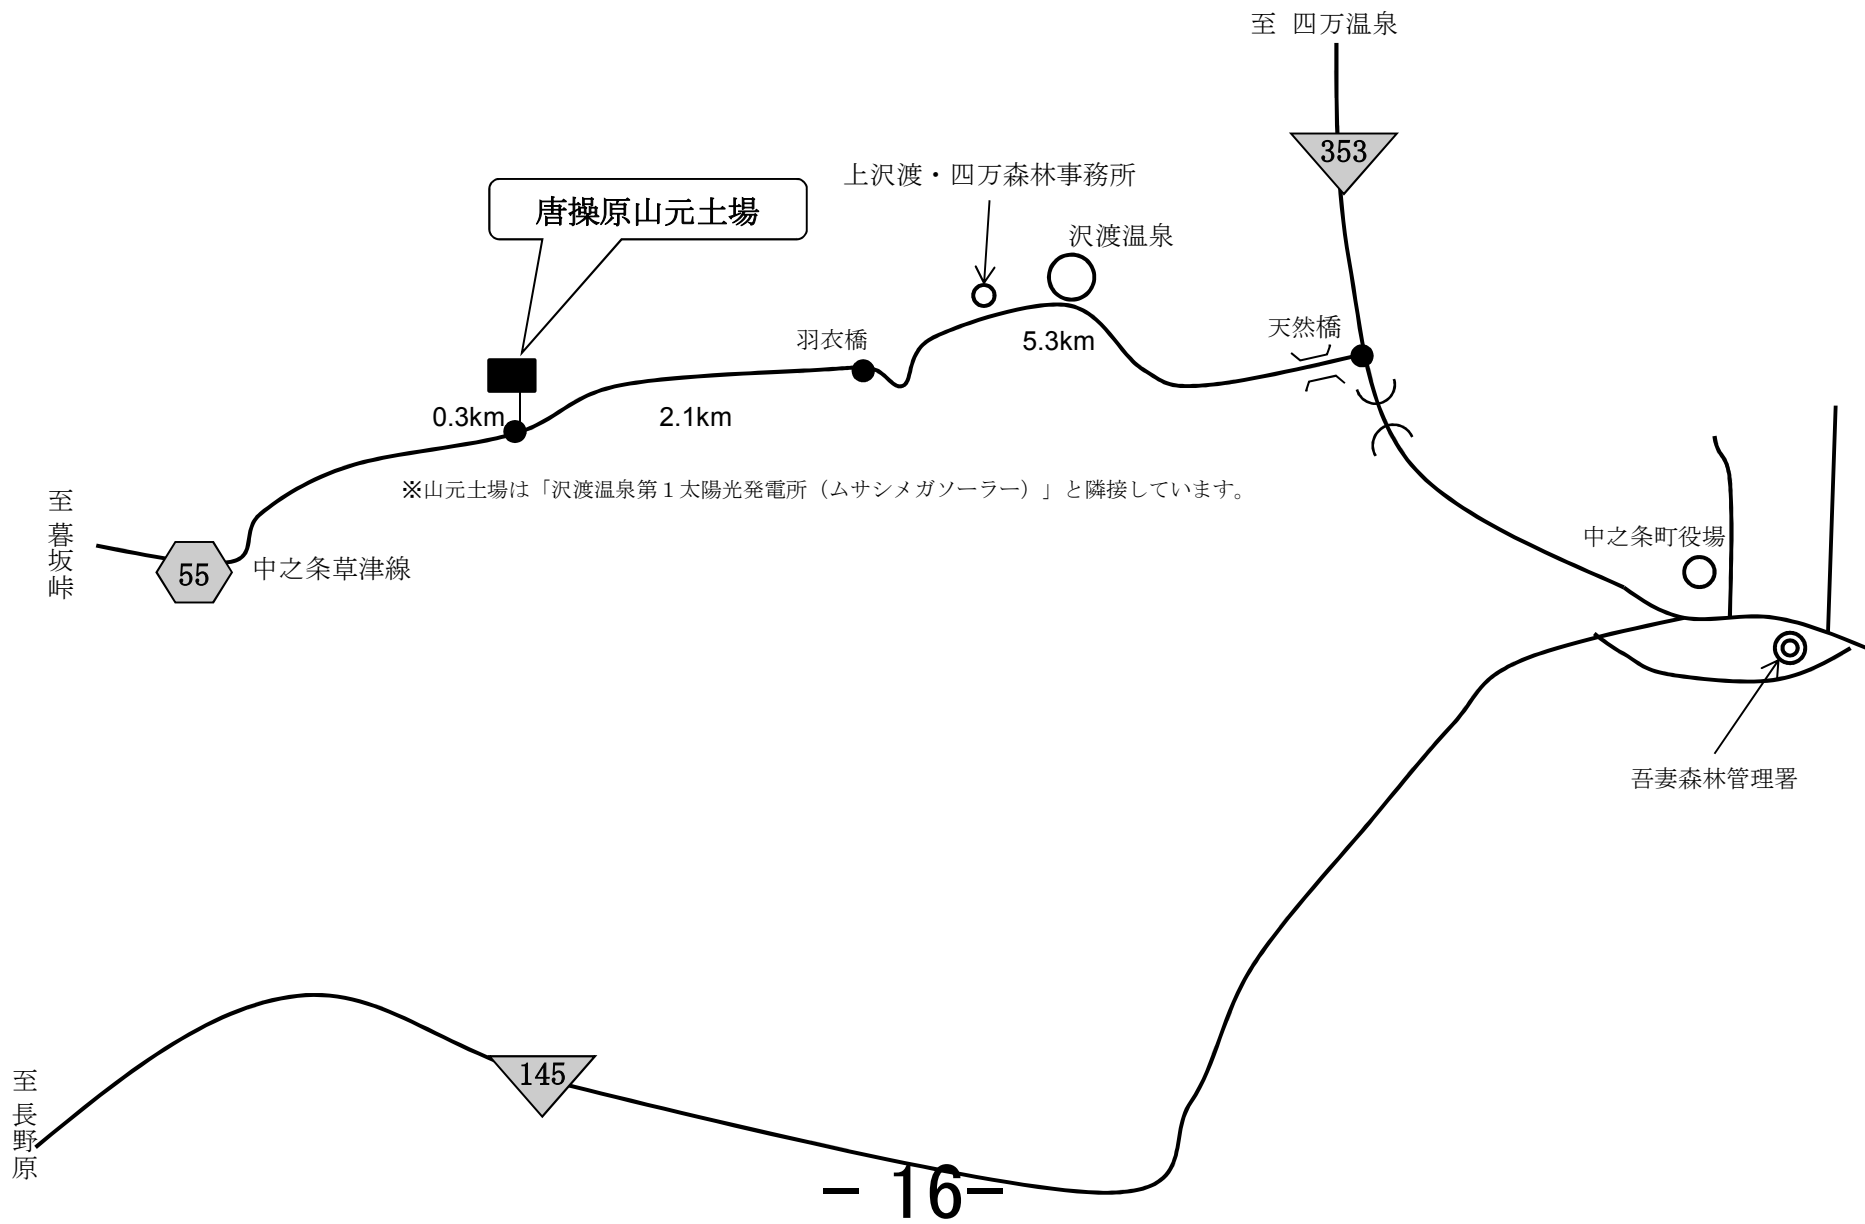 至 四万温泉
353
上沢渡・四万森林事務所
唐操原山元土場
沢渡温泉
天然橋
羽衣橋
5.3km
0.3km
2.1km
※山元土場は「沢渡温泉第１太陽光発電所（ムサシメガソーラー）」と隣接しています。
至 暮坂峠
中之条町役場
55
中之条草津線
吾妻森林管理署
145
至 長野原
－ 16－